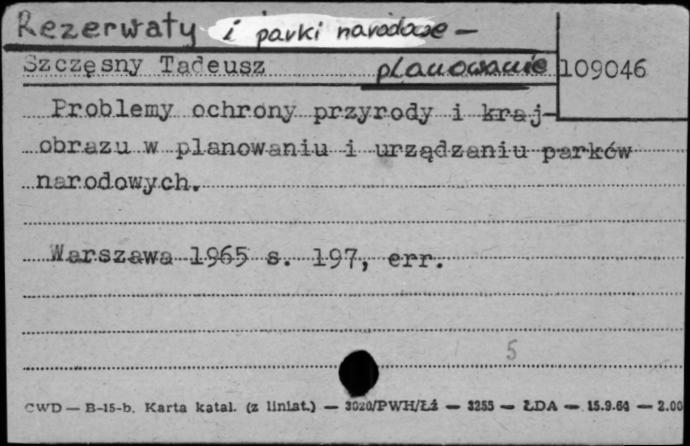 Rezerwaty i parki narodowe —
Szczęsny Tadeusz planowanie 109046
Problemy ochrony przyrody i kraj-
obrazu w planowaniu i urządzaniu parków
narodowych.
Warszawa 1965 s. 197, err.
5
CWD — B-15-b. Karta katal. (z liniat.) — 3020/PWH/Łź — 3255 — ŁDA — 15.9.64 — 2.00